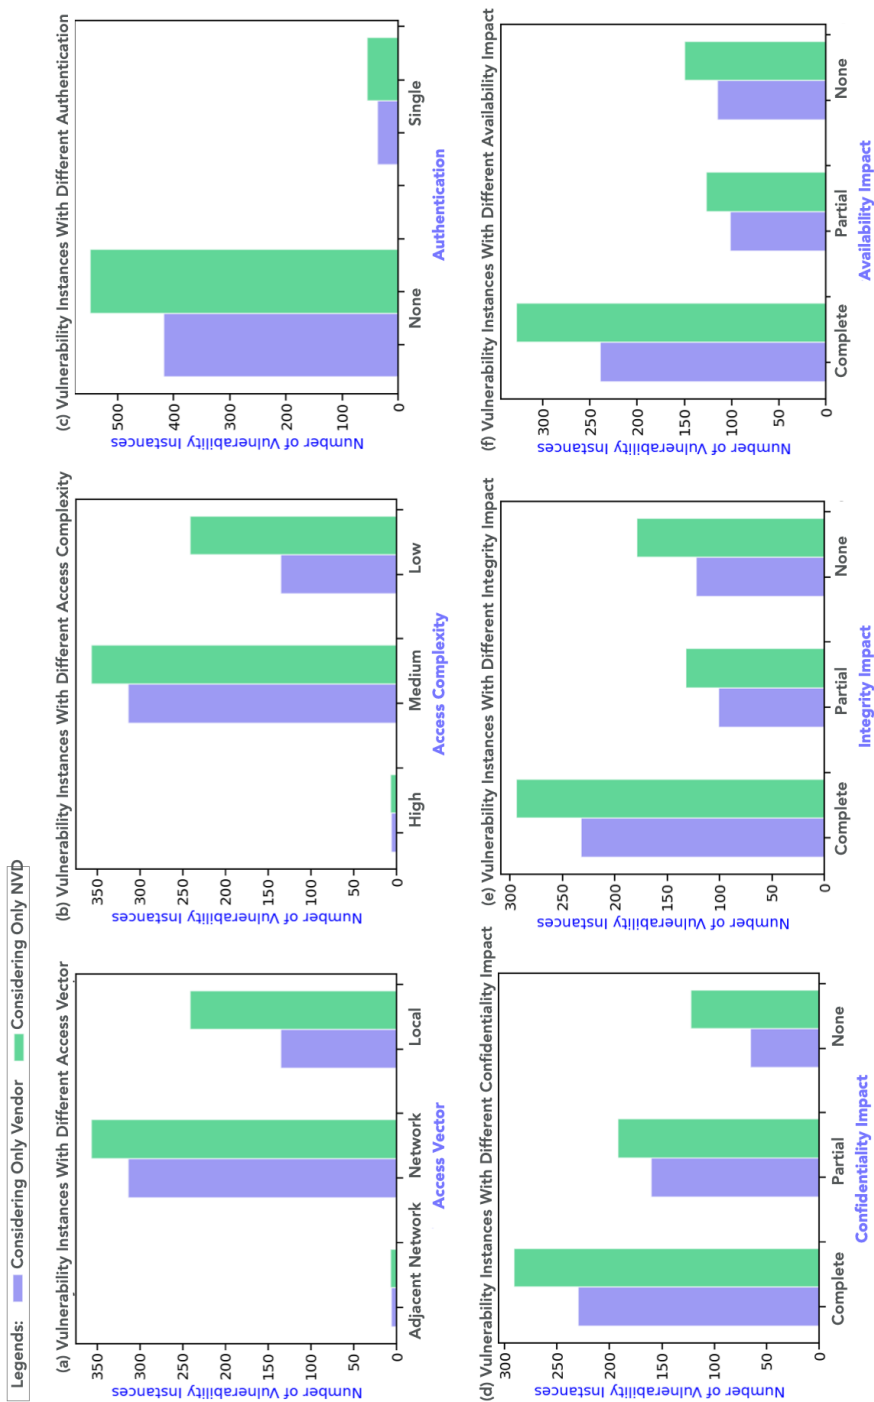 Legends: Considering Only Vendor Considering Only NVD
(a) Vulnerability Instances With Different Access Vector
Number of Vulnerability Instances
350
300
250
200
150
100
50
0
Adjacent Network Network Local
Access Vector
(b) Vulnerability Instances With Different Access Complexity
Number of Vulnerability Instances
350
300
250
200
150
100
50
0
High Medium Low
Access Complexity
(c) Vulnerability Instances With Different Authentication
Number of Vulnerability Instances
500
400
300
200
100
0
None Single
Authentication
(d) Vulnerability Instances With Different Confidentiality Impact
Number of Vulnerability Instances
300
250
200
150
100
50
0
Complete Partial None
Confidentiality Impact
(e) Vulnerability Instances With Different Integrity Impact
Number of Vulnerability Instances
300
250
200
150
100
50
0
Complete Partial None
Integrity Impact
(f) Vulnerability Instances With Different Availability Impact
Number of Vulnerability Instances
300
250
200
150
100
50
0
Complete Partial None
Availability Impact